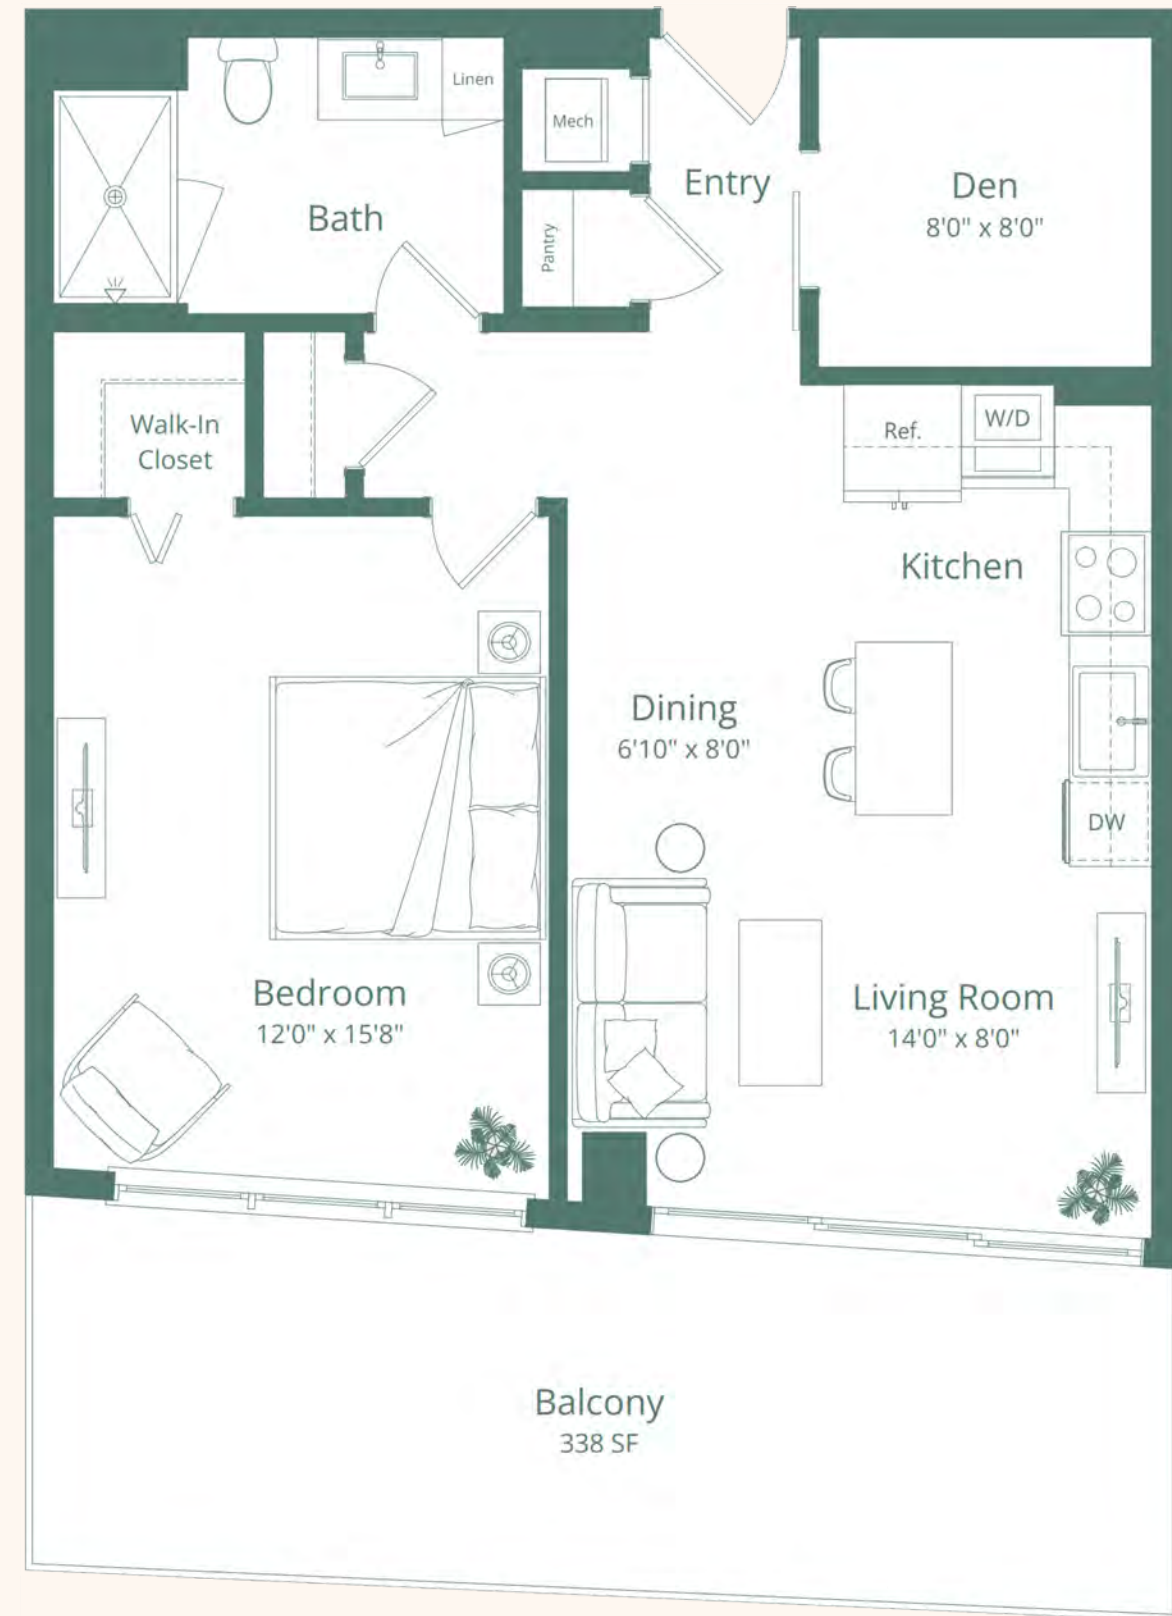 Linen
Mech
Entry
Den
8'0" x 8'0"
Bath
Pantry
Walk-In
Closet
Ref.
W/D
Kitchen
Dining
6'10" x 8'0"
DW
Bedroom
12'0" x 15'8"
Living Room
14'0" x 8'0"
Balcony
338 SF